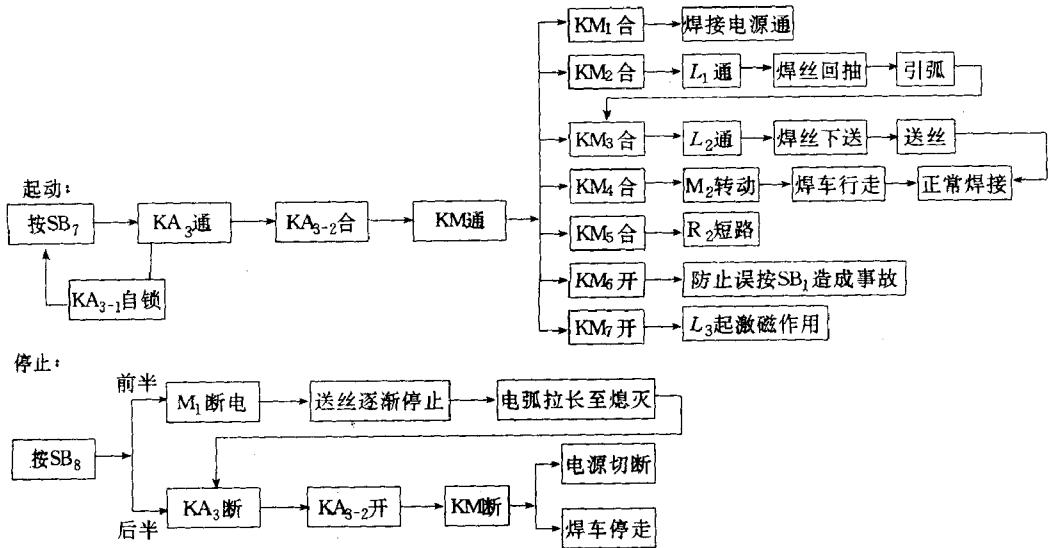 KM₁合 焊接电源通
KM₂合 L₁通 焊丝回抽 引弧
KM₃合 L₂通 焊丝下送 送丝
起动：
KM₄合 M₂转动 焊车行走 正常焊接
按SB₇ KA₃通 KA₃₋₂合 KM通
KM₅合 R₂短路
KA₃₋₁自锁
KM₆开 防止误按SB₁造成事故
KM₇开 L₃起激磁作用
停止：
前半 M₁断电 送丝逐渐停止 电弧拉长至熄灭
按SB₈
电源切断
后半 KA₃断 KA₃₋₂开 KM断
焊车停走